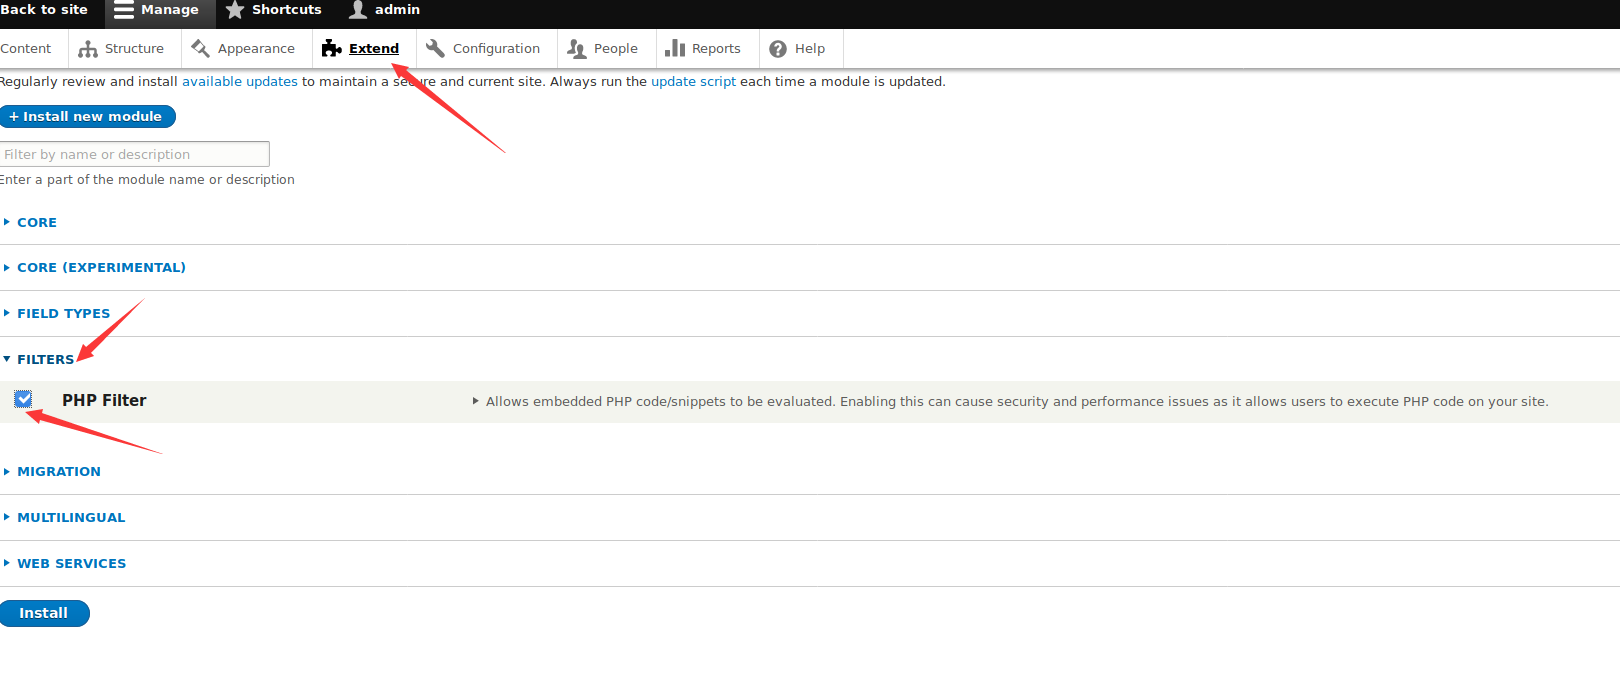 Back to site Manage Shortcuts admin
Content Structure Appearance Extend Configuration People Reports Help
Regularly review and install available updates to maintain a secure and current site. Always run the update script each time a module is updated.
+ Install new module
Filter by name or description
Enter a part of the module name or description
CORE
CORE (EXPERIMENTAL)
FIELD TYPES
FILTERS
PHP Filter Allows embedded PHP code/snippets to be evaluated. Enabling this can cause security and performance issues as it allows users to execute PHP code on your site.
MIGRATION
MULTILINGUAL
WEB SERVICES
Install